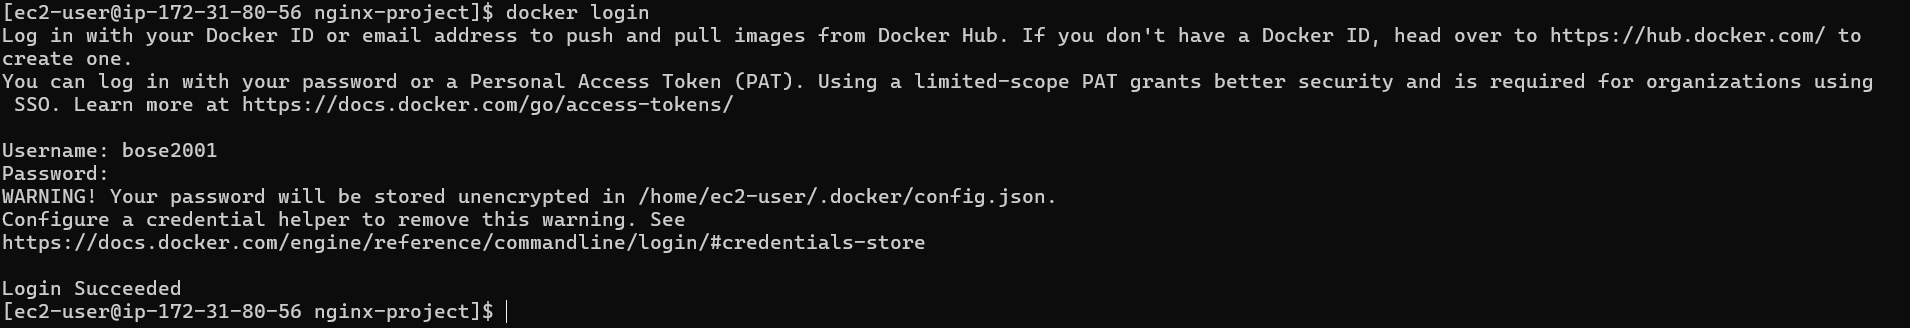 [ec2-user@ip-172-31-80-56 nginx-project]$ docker login
Log in with your Docker ID or email address to push and pull images from Docker Hub. If you don't have a Docker ID, head over to https://hub.docker.com/ to
create one.
You can log in with your password or a Personal Access Token (PAT). Using a limited-scope PAT grants better security and is required for organizations using
 SSO. Learn more at https://docs.docker.com/go/access-tokens/
Username: bose2001
Password:
WARNING! Your password will be stored unencrypted in /home/ec2-user/.docker/config.json.
Configure a credential helper to remove this warning. See
https://docs.docker.com/engine/reference/commandline/login/#credentials-store
Login Succeeded
[ec2-user@ip-172-31-80-56 nginx-project]$